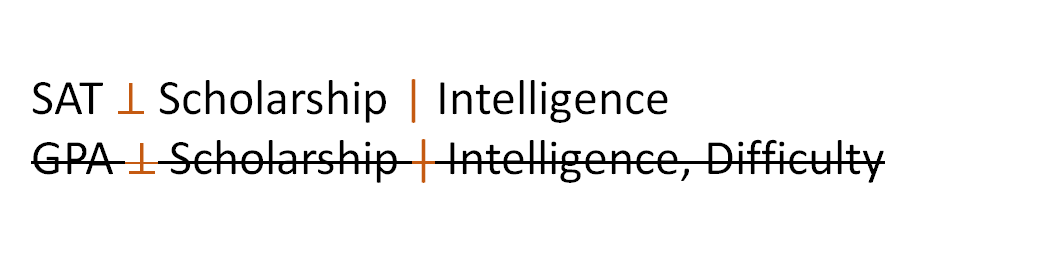 SAT ⊥ Scholarship | Intelligence
GPA ⊥ Scholarship | Intelligence, Difficulty